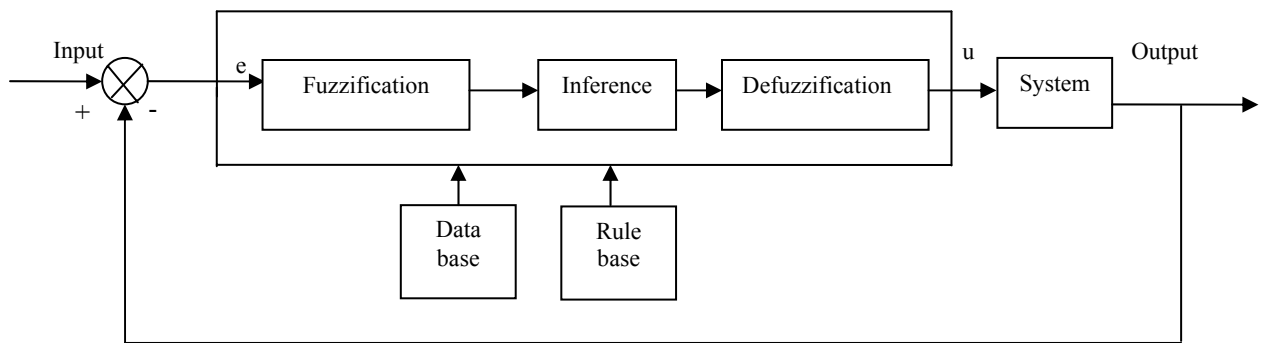 Input
e
Fuzzification
Inference
Defuzzification
u
System
Output
+
-
Data
base
Rule
base